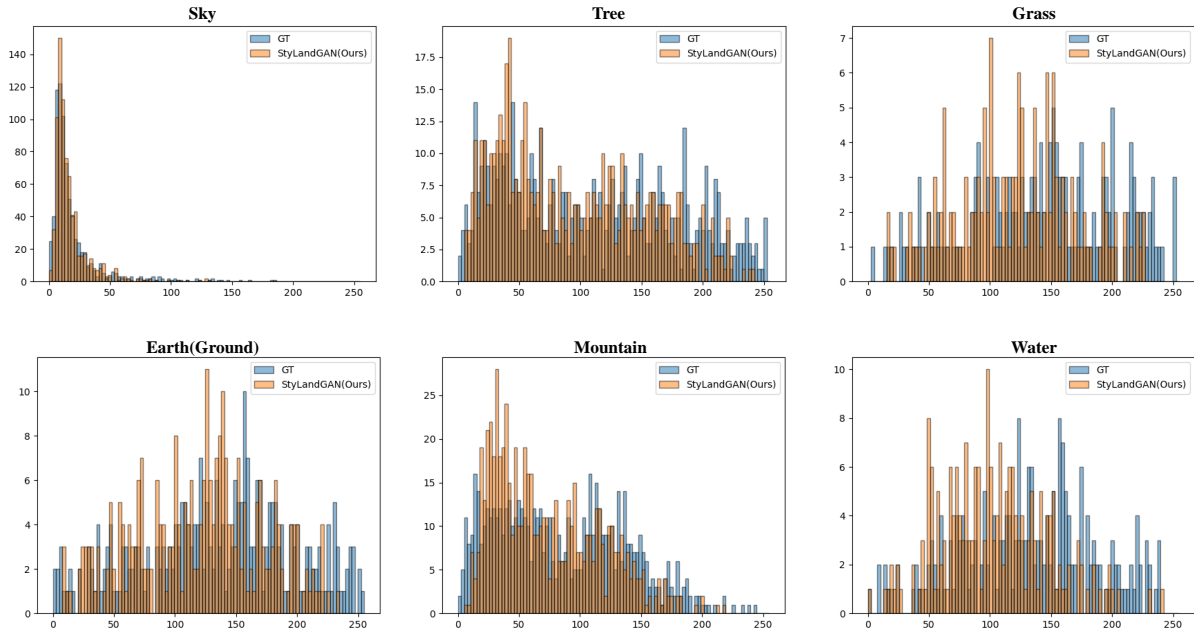 Sky
GT
StyLandGAN(Ours)
140
120
100
80
60
40
20
0
0 50 100 150 200 250
Tree
GT
StyLandGAN(Ours)
17.5
15.0
12.5
10.0
7.5
5.0
2.5
0.0
0 50 100 150 200 250
Grass
GT
StyLandGAN(Ours)
7
6
5
4
3
2
1
0
0 50 100 150 200 250
Earth(Ground)
GT
StyLandGAN(Ours)
10
8
6
4
2
0
0 50 100 150 200 250
Mountain
GT
StyLandGAN(Ours)
25
20
15
10
5
0
0 50 100 150 200 250
Water
GT
StyLandGAN(Ours)
10
8
6
4
2
0
0 50 100 150 200 250